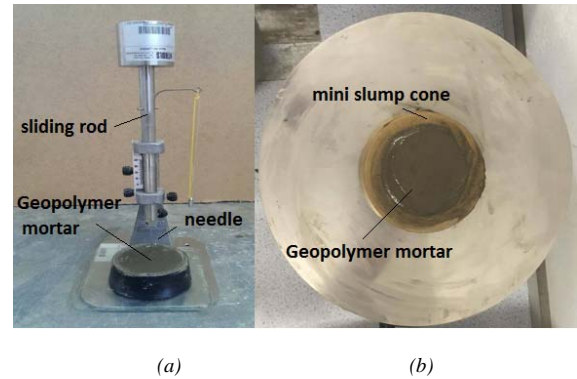 sliding rod
Geopolymer
mortar
needle
mini slump cone
Geopolymer mortar
(a)
(b)